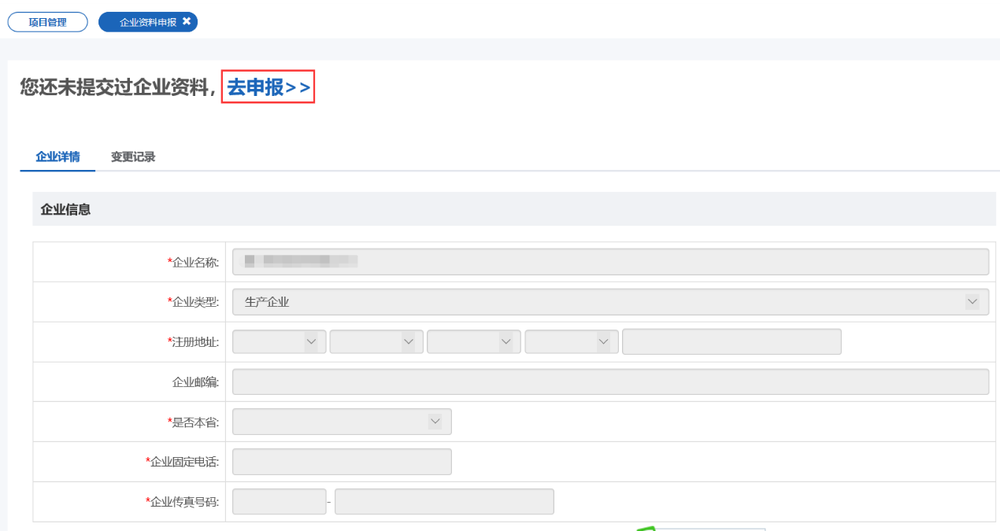 项目管理 企业资料申报 ✖
您还未提交过企业资料，去申报>>
企业详情 变更记录
企业信息
*企业名称:
*企业类型: 生产企业
*注册地址:
企业邮编:
*是否本省:
*企业固定电话:
*企业传真号码: -